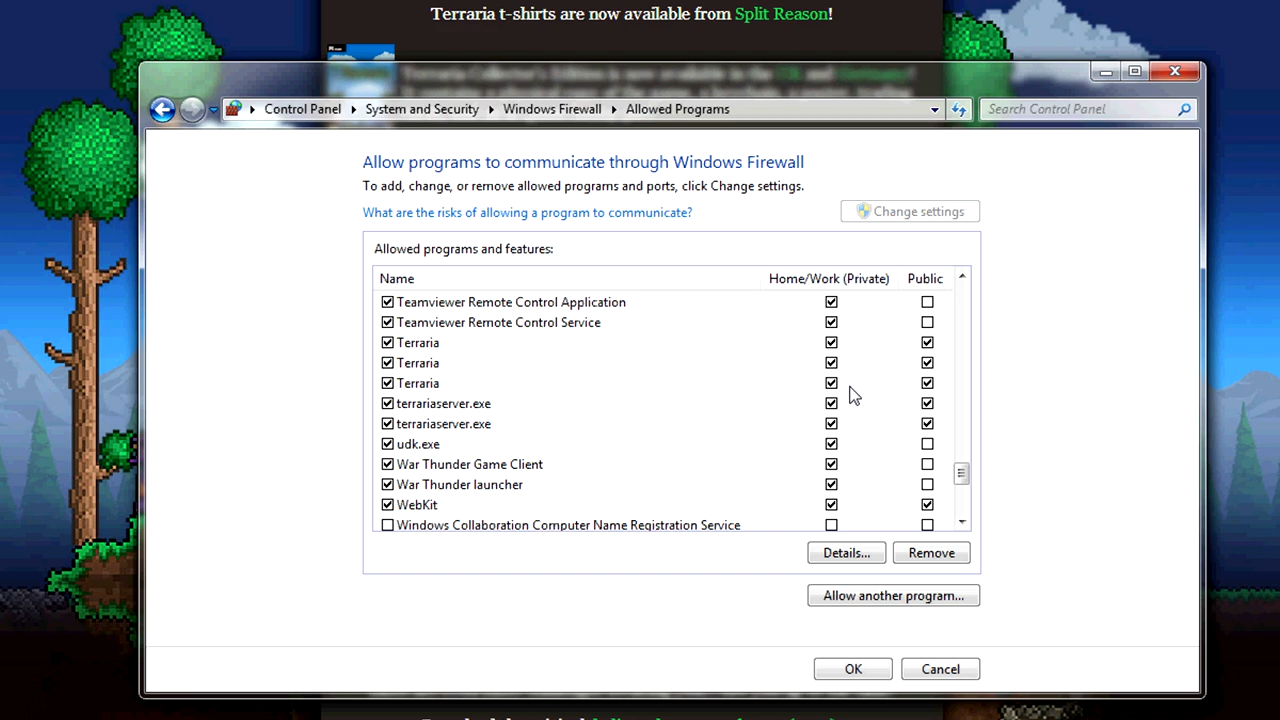 Terraria t-shirts are now available from Split Reason!
Control Panel System and Security Windows Firewall Allowed Programs
Search Control Panel
Allow programs to communicate through Windows Firewall
To add, change, or remove allowed programs and ports, click Change settings.
What are the risks of allowing a program to communicate?
Change settings
Allowed programs and features:
Name Home/Work (Private) Public
Teamviewer Remote Control Application
Teamviewer Remote Control Service
Terraria
Terraria
Terraria
terrariaserver.exe
terrariaserver.exe
udk.exe
War Thunder Game Client
War Thunder launcher
WebKit
Windows Collaboration Computer Name Registration Service
Details... Remove
Allow another program...
OK Cancel